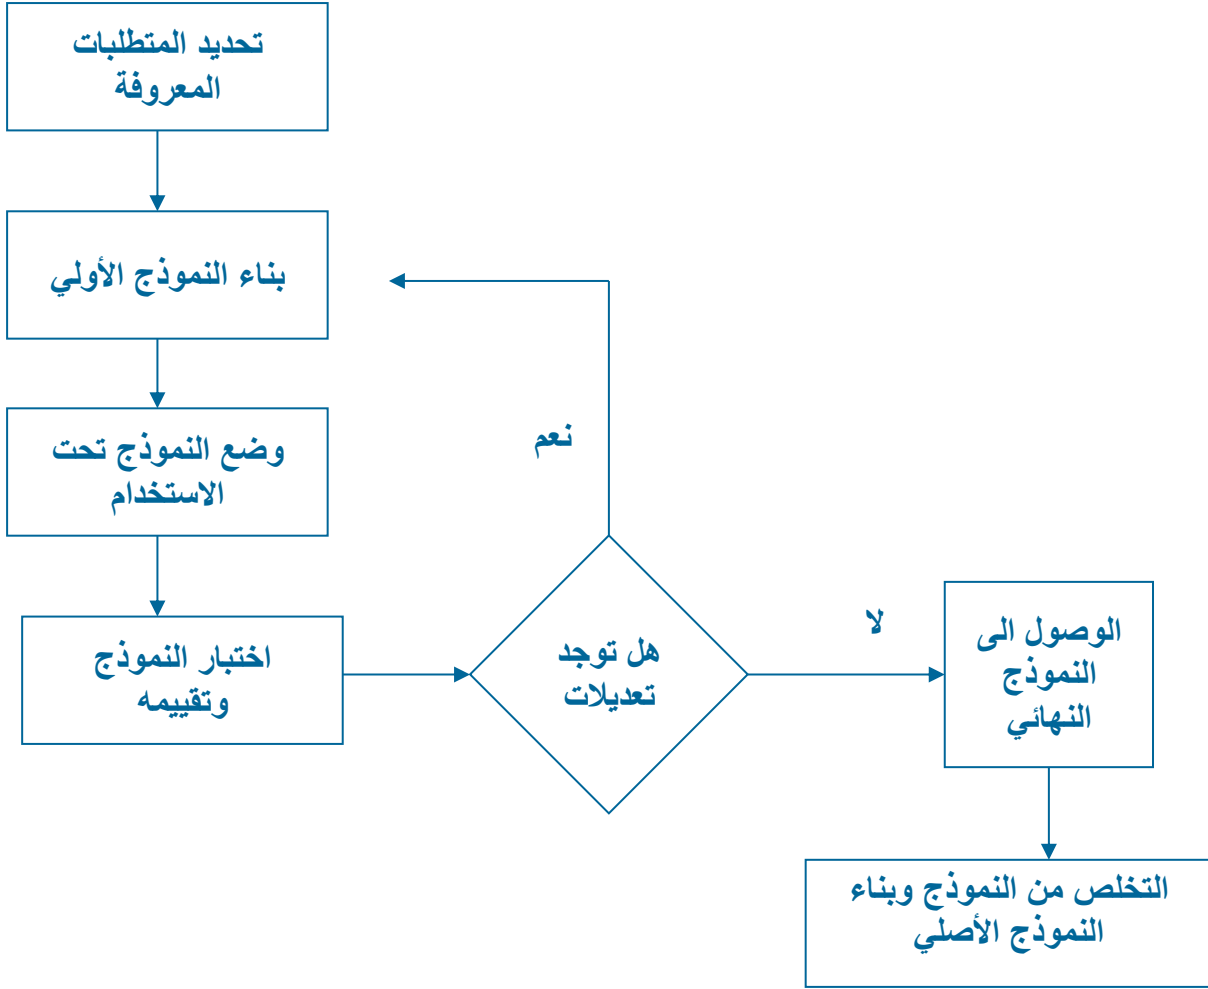 تحديد المتطلبات
المعروفة
بناء النموذج الأولي
وضع النموذج تحت
الاستخدام
اختبار النموذج
وتقييمه
هل توجد
تعديلات
نعم
لا
الوصول الى
النموذج
النهائي
التخلص من النموذج وبناء
النموذج الأصلي